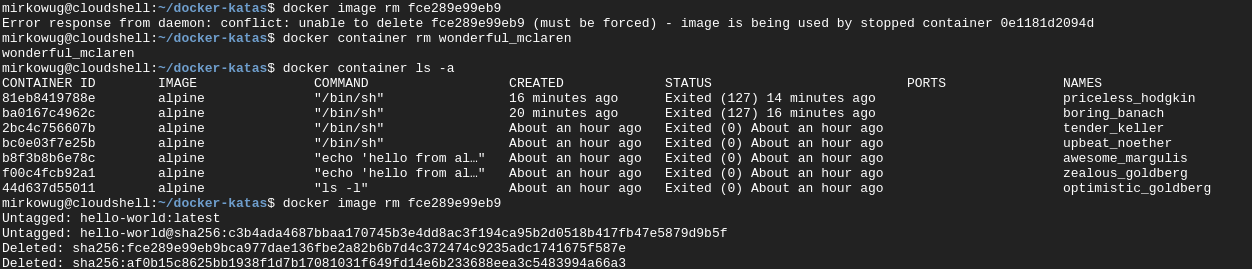 mirkowug@cloudshell:~/docker-katas$ docker image rm fce289e99eb9
Error response from daemon: conflict: unable to delete fce289e99eb9 (must be forced) - image is being used by stopped container 0e1181d2094d
mirkowug@cloudshell:~/docker-katas$ docker container rm wonderful_mclaren
wonderful_mclaren
mirkowug@cloudshell:~/docker-katas$ docker container ls -a
CONTAINER ID        IMAGE               COMMAND                  CREATED             STATUS                         PORTS               NAMES
81eb8419788e        alpine              "/bin/sh"                16 minutes ago      Exited (127) 14 minutes ago                        priceless_hodgkin
ba0167c4962c        alpine              "/bin/sh"                20 minutes ago      Exited (127) 16 minutes ago                        boring_banach
2bc4c756607b        alpine              "/bin/sh"                About an hour ago   Exited (0) About an hour ago                       tender_keller
bc0e03f7e25b        alpine              "/bin/sh"                About an hour ago   Exited (0) About an hour ago                       upbeat_noether
b8f3b8b6e78c        alpine              "echo 'hello from al…"   About an hour ago   Exited (0) About an hour ago                       awesome_margulis
f00c4fcb92a1        alpine              "echo 'hello from al…"   About an hour ago   Exited (0) About an hour ago                       zealous_goldberg
44d637d55011        alpine              "ls -l"                  About an hour ago   Exited (0) About an hour ago                       optimistic_goldberg
mirkowug@cloudshell:~/docker-katas$ docker image rm fce289e99eb9
Untagged: hello-world:latest
Untagged: hello-world@sha256:c3b4ada4687bbaa170745b3e4dd8ac3f194ca95b2d0518b417fb47e5879d9b5f
Deleted: sha256:fce289e99eb9bca977dae136fbe2a82b6b7d4c372474c9235adc1741675f587e
Deleted: sha256:af0b15c8625bb1938f1d7b17081031f649fd14e6b233688eea3c5483994a66a3